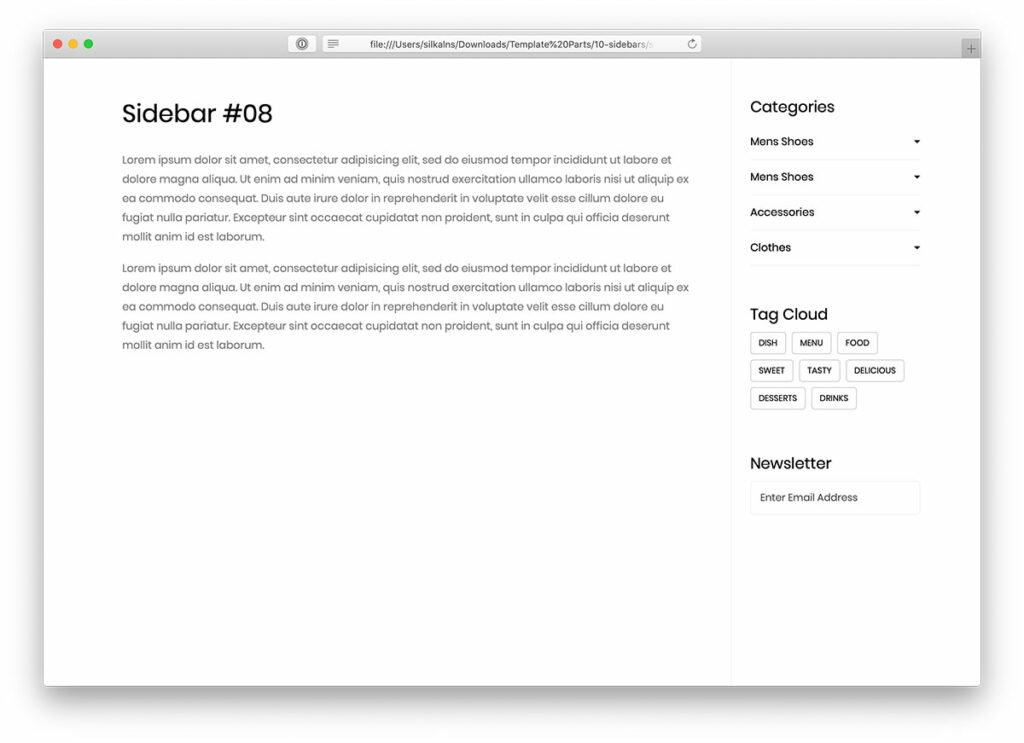 file:///Users/silkalns/Downloads/Template%20Parts/10-sidebars/
Sidebar #08
Lorem ipsum dolor sit amet, consectetur adipisicing elit, sed do eiusmod tempor incididunt ut labore et
dolore magna aliqua. Ut enim ad minim veniam, quis nostrud exercitation ullamco laboris nisi ut aliquip ex
ea commodo consequat. Duis aute irure dolor in reprehenderit in voluptate velit esse cillum dolore eu
fugiat nulla pariatur. Excepteur sint occaecat cupidatat non proident, sunt in culpa qui officia deserunt
mollit anim id est laborum.
Lorem ipsum dolor sit amet, consectetur adipisicing elit, sed do eiusmod tempor incididunt ut labore et
dolore magna aliqua. Ut enim ad minim veniam, quis nostrud exercitation ullamco laboris nisi ut aliquip ex
ea commodo consequat. Duis aute irure dolor in reprehenderit in voluptate velit esse cillum dolore eu
fugiat nulla pariatur. Excepteur sint occaecat cupidatat non proident, sunt in culpa qui officia deserunt
mollit anim id est laborum.
Categories
Mens Shoes
Mens Shoes
Accessories
Clothes
Tag Cloud
DISH MENU FOOD
SWEET TASTY DELICIOUS
DESSERTS DRINKS
Newsletter
Enter Email Address